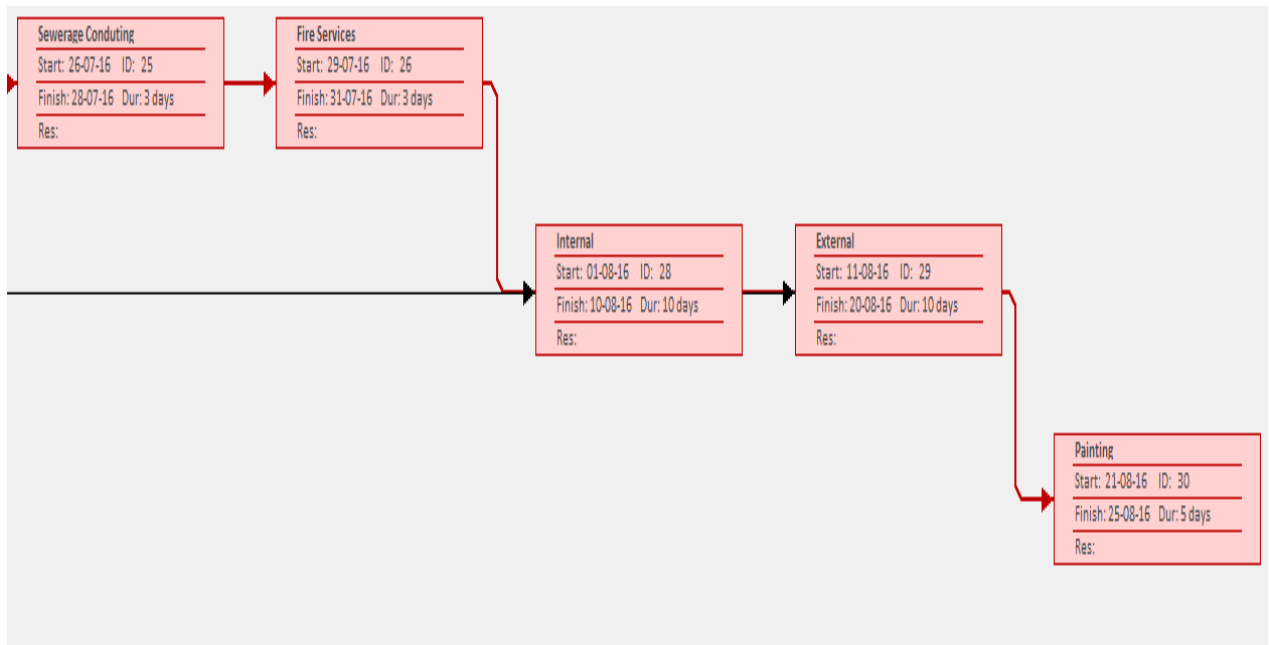 Sewerage Conduting
Start: 26-07-16 ID: 25
Finish: 28-07-16 Dur: 3 days
Res:
Fire Services
Start: 29-07-16 ID: 26
Finish: 31-07-16 Dur: 3 days
Res:
Internal
Start: 01-08-16 ID: 28
Finish: 10-08-16 Dur: 10 days
Res:
External
Start: 11-08-16 ID: 29
Finish: 20-08-16 Dur: 10 days
Res:
Painting
Start: 21-08-16 ID: 30
Finish: 25-08-16 Dur: 5 days
Res: